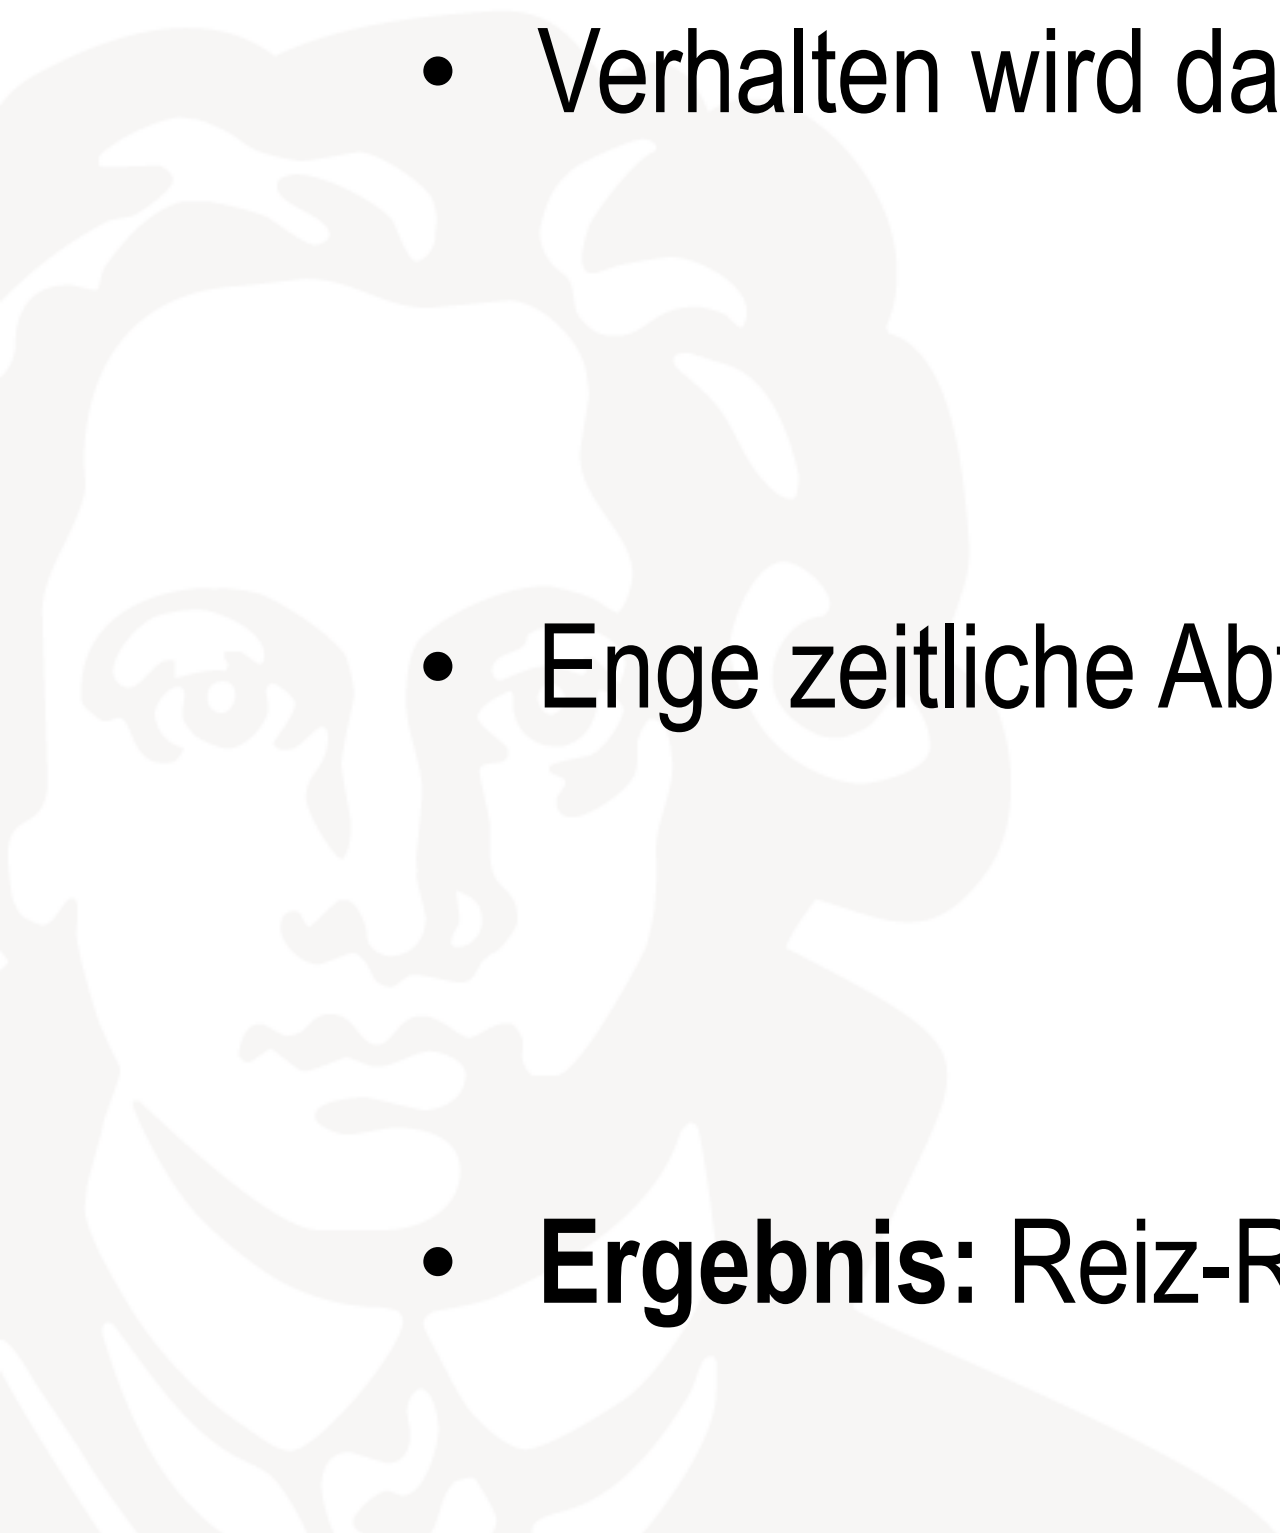 • Verhalten wird da
• Enge zeitliche Ab
• Ergebnis: Reiz-R